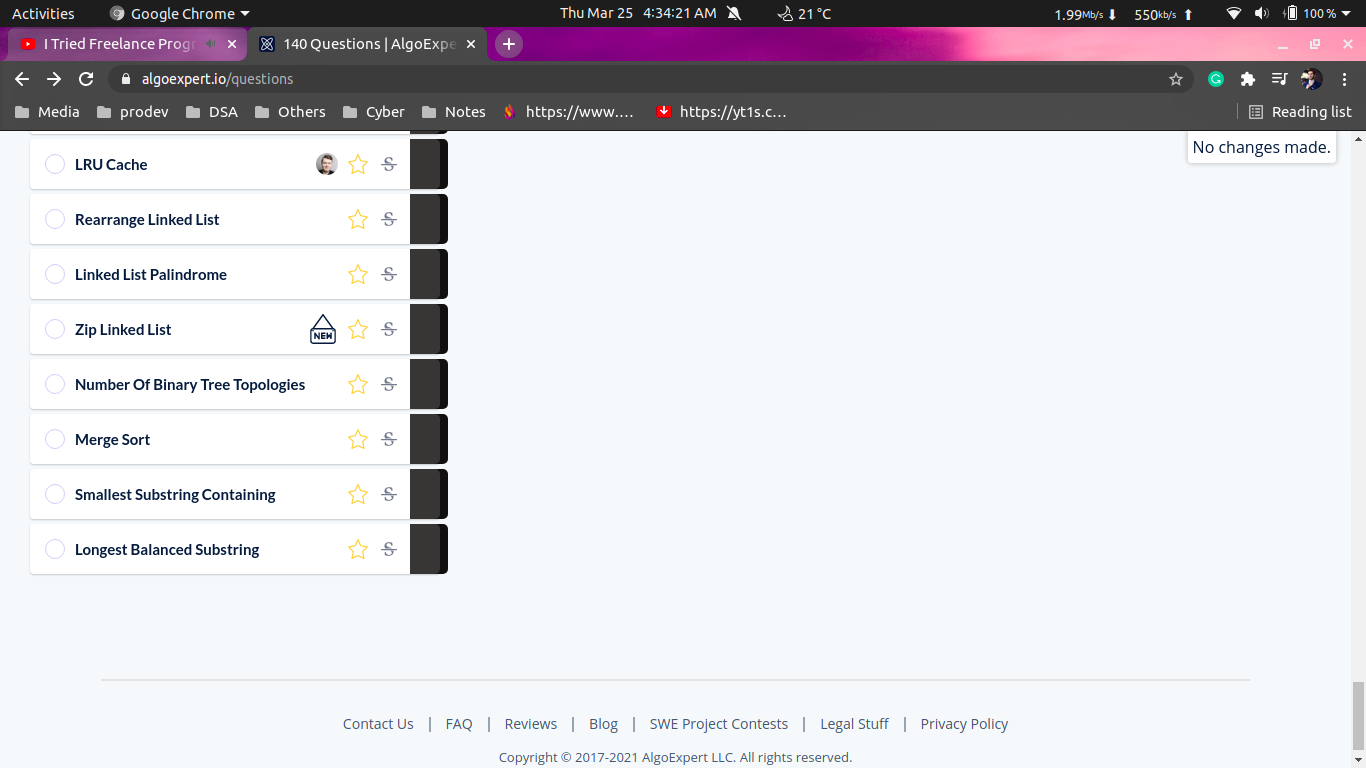 Activities Google Chrome Thu Mar 25 4:34:21 AM 21 °C 1.99Mb/s 550kb/s 100 %
I Tried Freelance Prog 140 Questions | AlgoExpe
algoexpert.io/questions
Media prodev DSA Others Cyber Notes https://www.... https://yt1s.c... Reading list
No changes made.
LRU Cache
Rearrange Linked List
Linked List Palindrome
Zip Linked List NEW
Number Of Binary Tree Topologies
Merge Sort
Smallest Substring Containing
Longest Balanced Substring
Contact Us | FAQ | Reviews | Blog | SWE Project Contests | Legal Stuff | Privacy Policy
Copyright © 2017-2021 AlgoExpert LLC. All rights reserved.